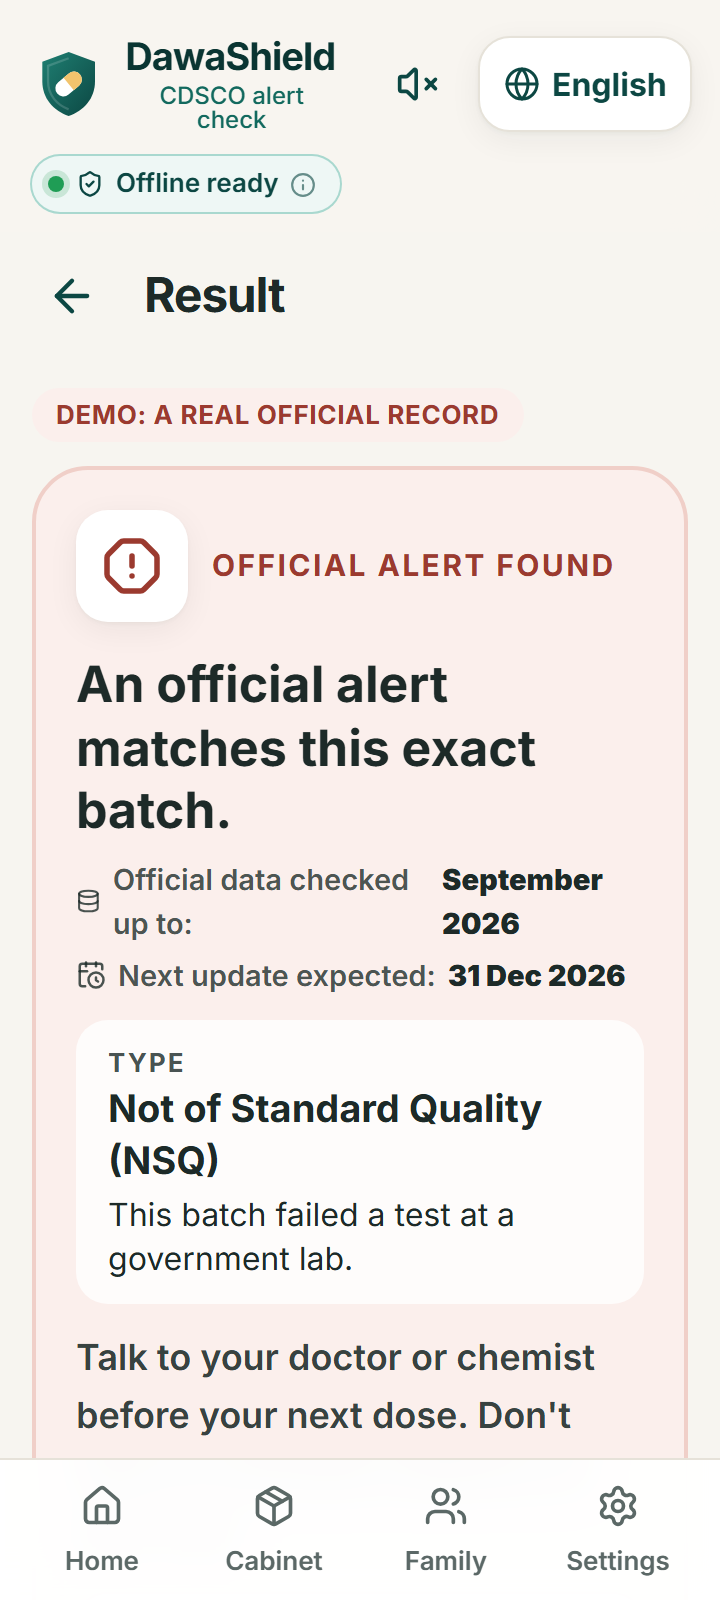 DawaShield
CDSCO alert
check
English
Offline ready
Result
DEMO: A REAL OFFICIAL RECORD
OFFICIAL ALERT FOUND
An official alert
matches this exact
batch.
Official data checked
up to:
September
2026
Next update expected: 31 Dec 2026
TYPE
Not of Standard Quality
(NSQ)
This batch failed a test at a
government lab.
Talk to your doctor or chemist
before your next dose. Don't
Home
Cabinet
Family
Settings